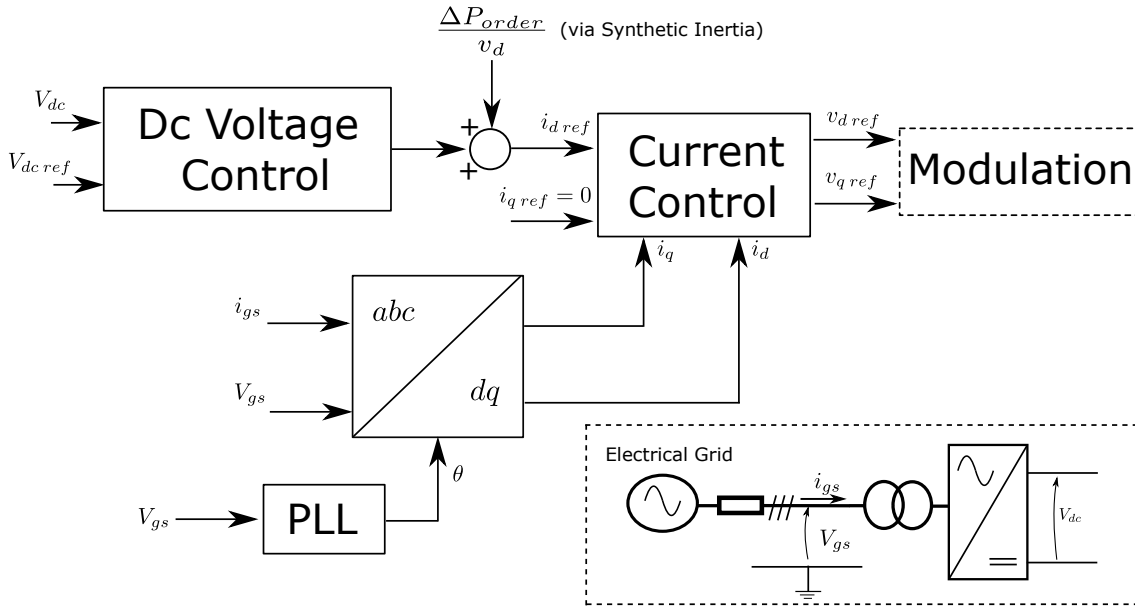 ΔP_order / v_d (via Synthetic Inertia)
V_dc
V_dc ref
Dc Voltage
Control
+
+
i_d ref
i_q ref = 0
Current
Control
v_d ref
v_q ref
Modulation
i_q
i_d
i_gs
V_gs
abc
dq
θ
V_gs
PLL
Electrical Grid
i_gs
V_gs
V_dc